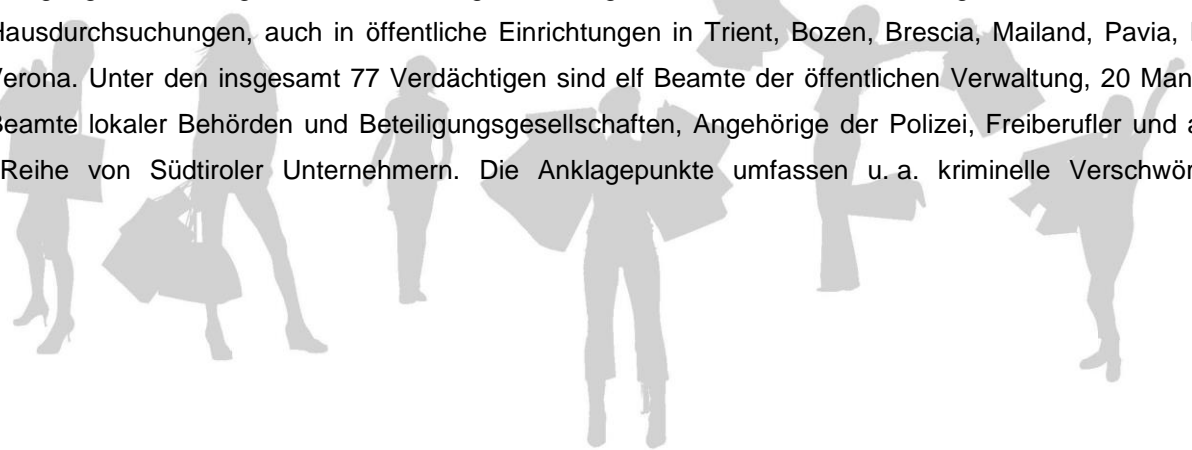 Hausdurchsuchungen, auch in öffentliche Einrichtungen in Trient, Bozen, Brescia, Mailand, Pavia,
Verona. Unter den insgesamt 77 Verdächtigen sind elf Beamte der öffentlichen Verwaltung, 20
Beamte lokaler Behörden und Beteiligungsgesellschaften, Angehörige der Polizei, Freiberufler und
Reihe von Südtiroler Unternehmern. Die Anklagepunkte umfassen u. a. kriminelle